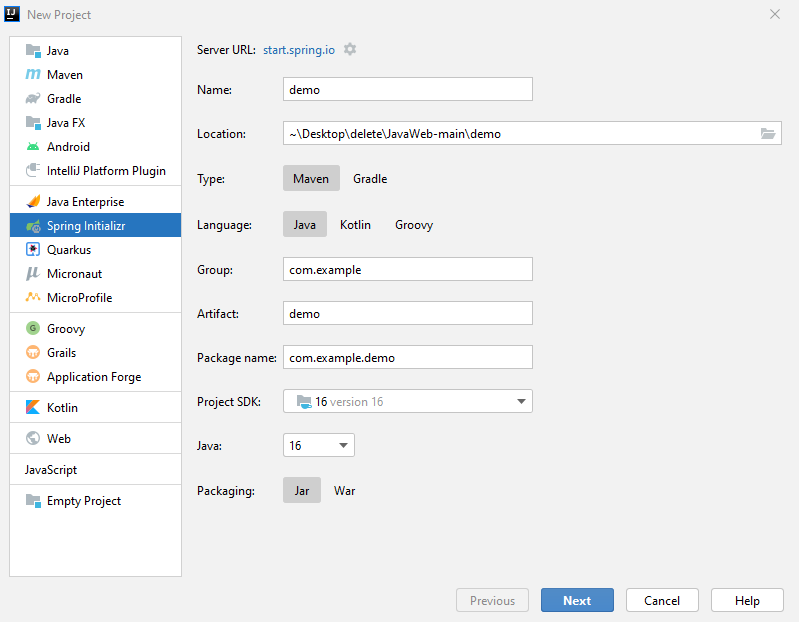 IJ New Project
Java
Maven
Gradle
Java FX
Android
IntelliJ Platform Plugin
Java Enterprise
Spring Initializr
Quarkus
Micronaut
MicroProfile
Groovy
Grails
Application Forge
Kotlin
Web
JavaScript
Empty Project
Server URL: start.spring.io
Name: demo
Location: ~\Desktop\delete\JavaWeb-main\demo
Type: Maven Gradle
Language: Java Kotlin Groovy
Group: com.example
Artifact: demo
Package name: com.example.demo
Project SDK: 16 version 16
Java: 16
Packaging: Jar War
Previous Next Cancel Help